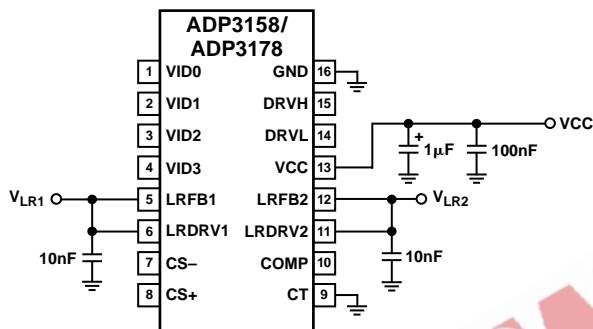 ADP3158/
ADP3178
1 VID0 GND 16
2 VID1 DRVH 15
3 VID2 DRVL 14
4 VID3 VCC 13
5 LRFB1 LRFB2 12
6 LRDRV1 LRDRV2 11
7 CS– COMP 10
8 CS+ CT 9
VCC
+
1μF
100nF
VLR1
10nF
VLR2
10nF